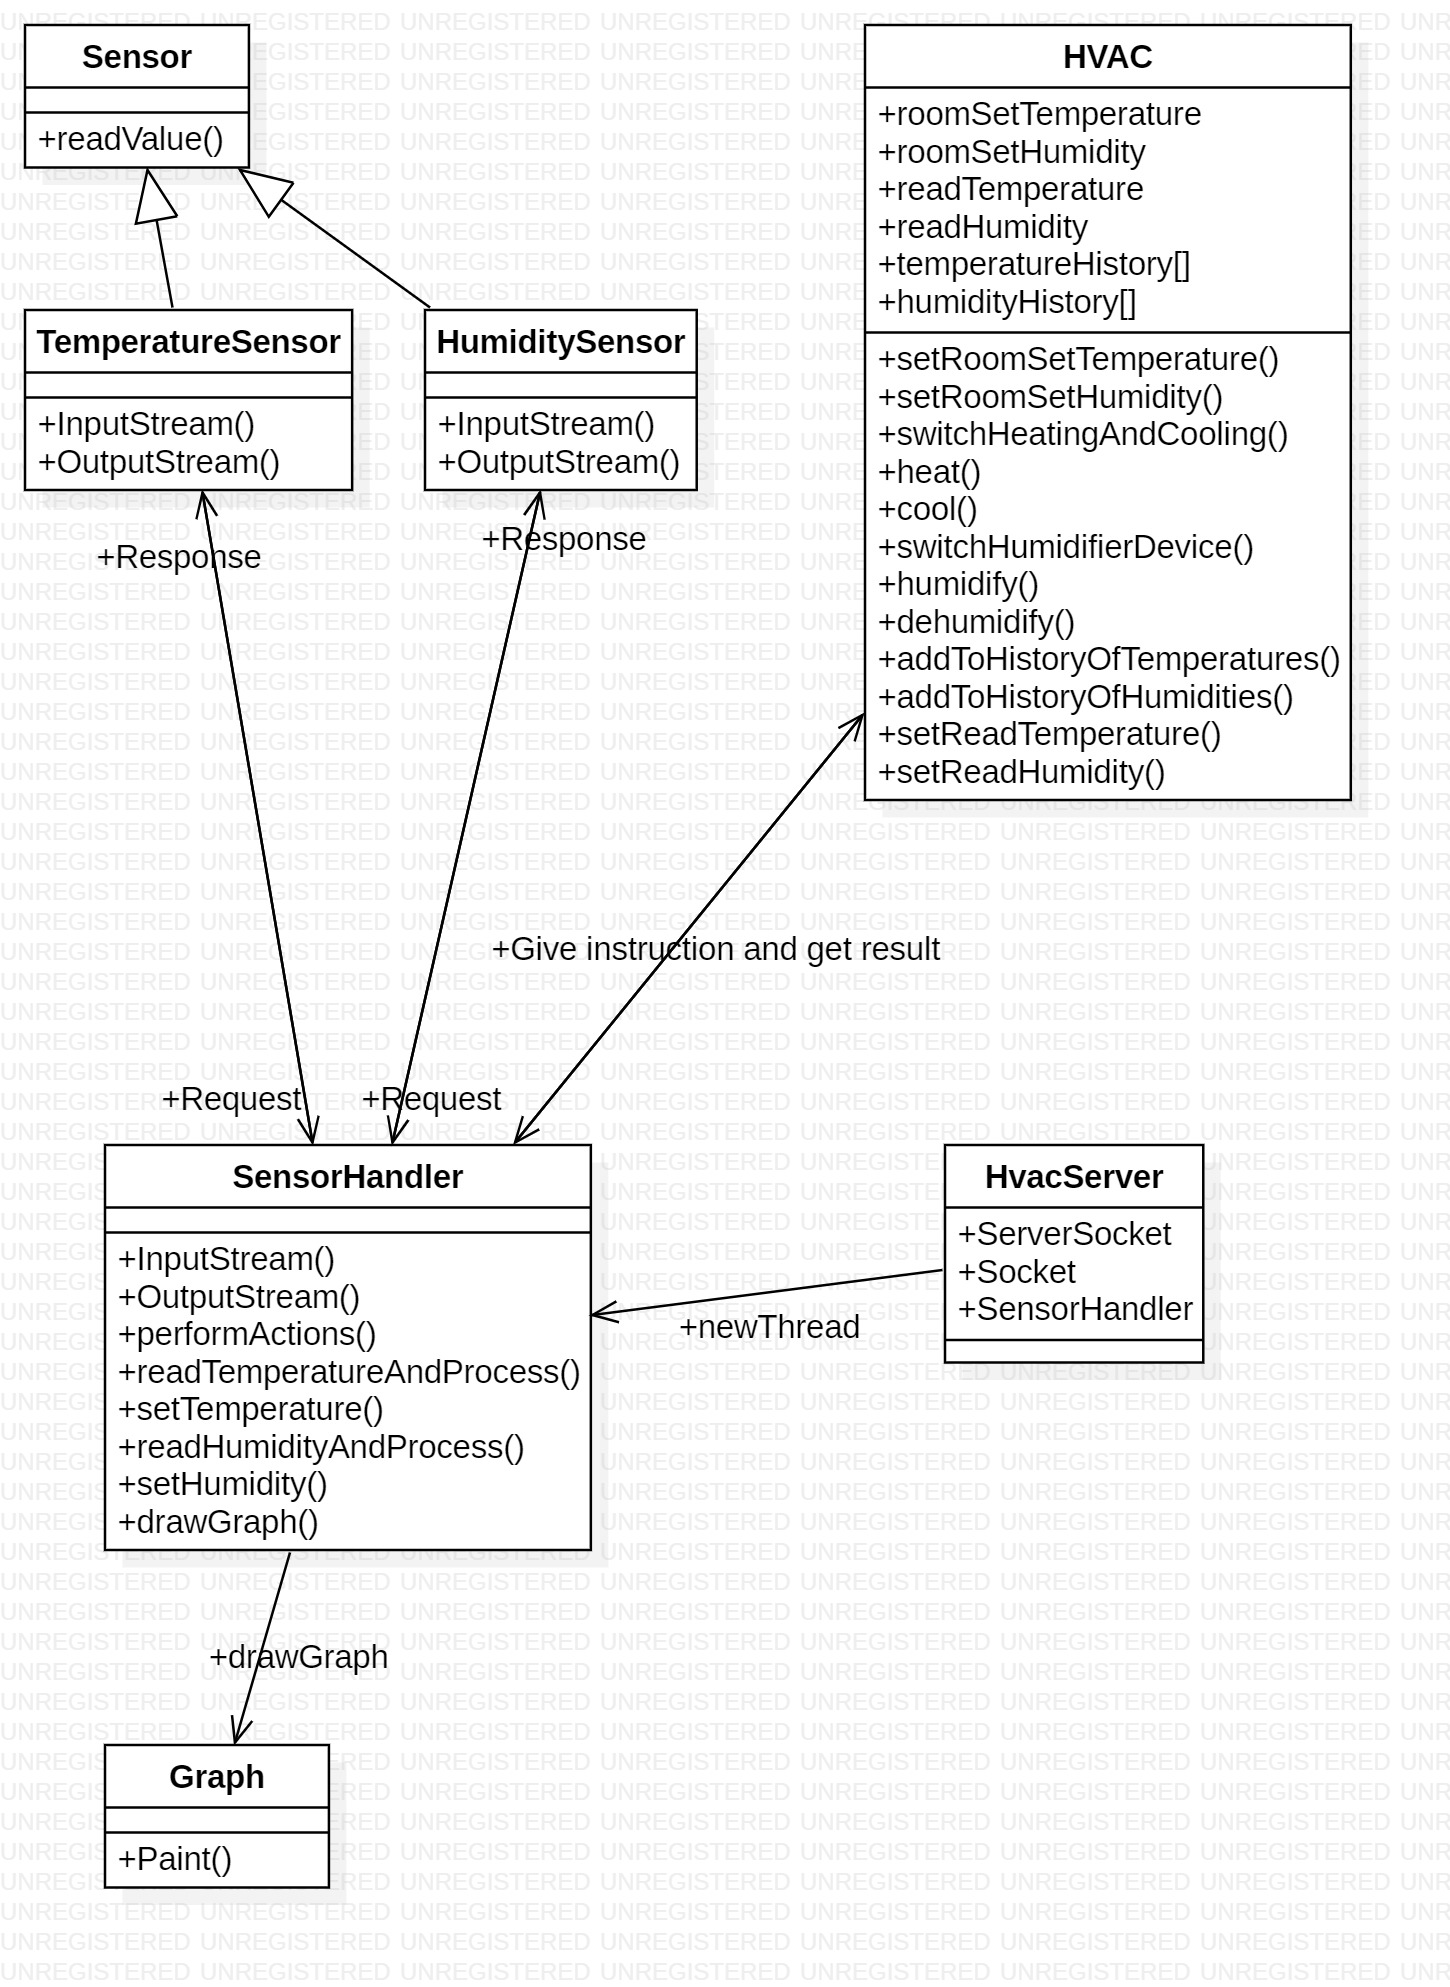 Sensor
+readValue()
HVAC
+roomSetTemperature
+roomSetHumidity
+readTemperature
+readHumidity
+temperatureHistory[]
+humidityHistory[]
+setRoomSetTemperature()
+setRoomSetHumidity()
+switchHeatingAndCooling()
+heat()
+cool()
+switchHumidifierDevice()
+humidify()
+dehumidify()
+addToHistoryOfTemperatures()
+addToHistoryOfHumidities()
+setReadTemperature()
+setReadHumidity()
TemperatureSensor
+InputStream()
+OutputStream()
HumiditySensor
+InputStream()
+OutputStream()
+Response
+Response
+Give instruction and get result
+Request
+Request
SensorHandler
+InputStream()
+OutputStream()
+performActions()
+readTemperatureAndProcess()
+setTemperature()
+readHumidityAndProcess()
+setHumidity()
+drawGraph()
+newThread
HvacServer
+ServerSocket
+Socket
+SensorHandler
+drawGraph
Graph
+Paint()
UNREGISTERED